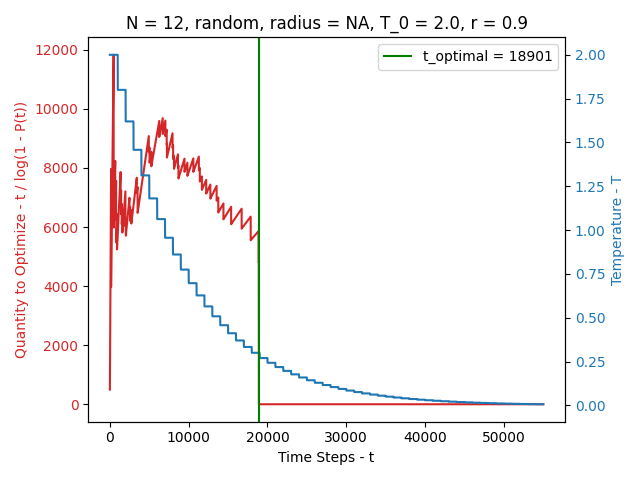 N = 12, random, radius = NA, T_0 = 2.0, r = 0.9
t_optimal = 18901
Quantity to Optimize - t / log(1 - P(t))
12000
10000
8000
6000
4000
2000
0
2.00
1.75
1.50
1.25
1.00
0.75
0.50
0.25
0.00
Temperature - T
0 10000 20000 30000 40000 50000
Time Steps - t